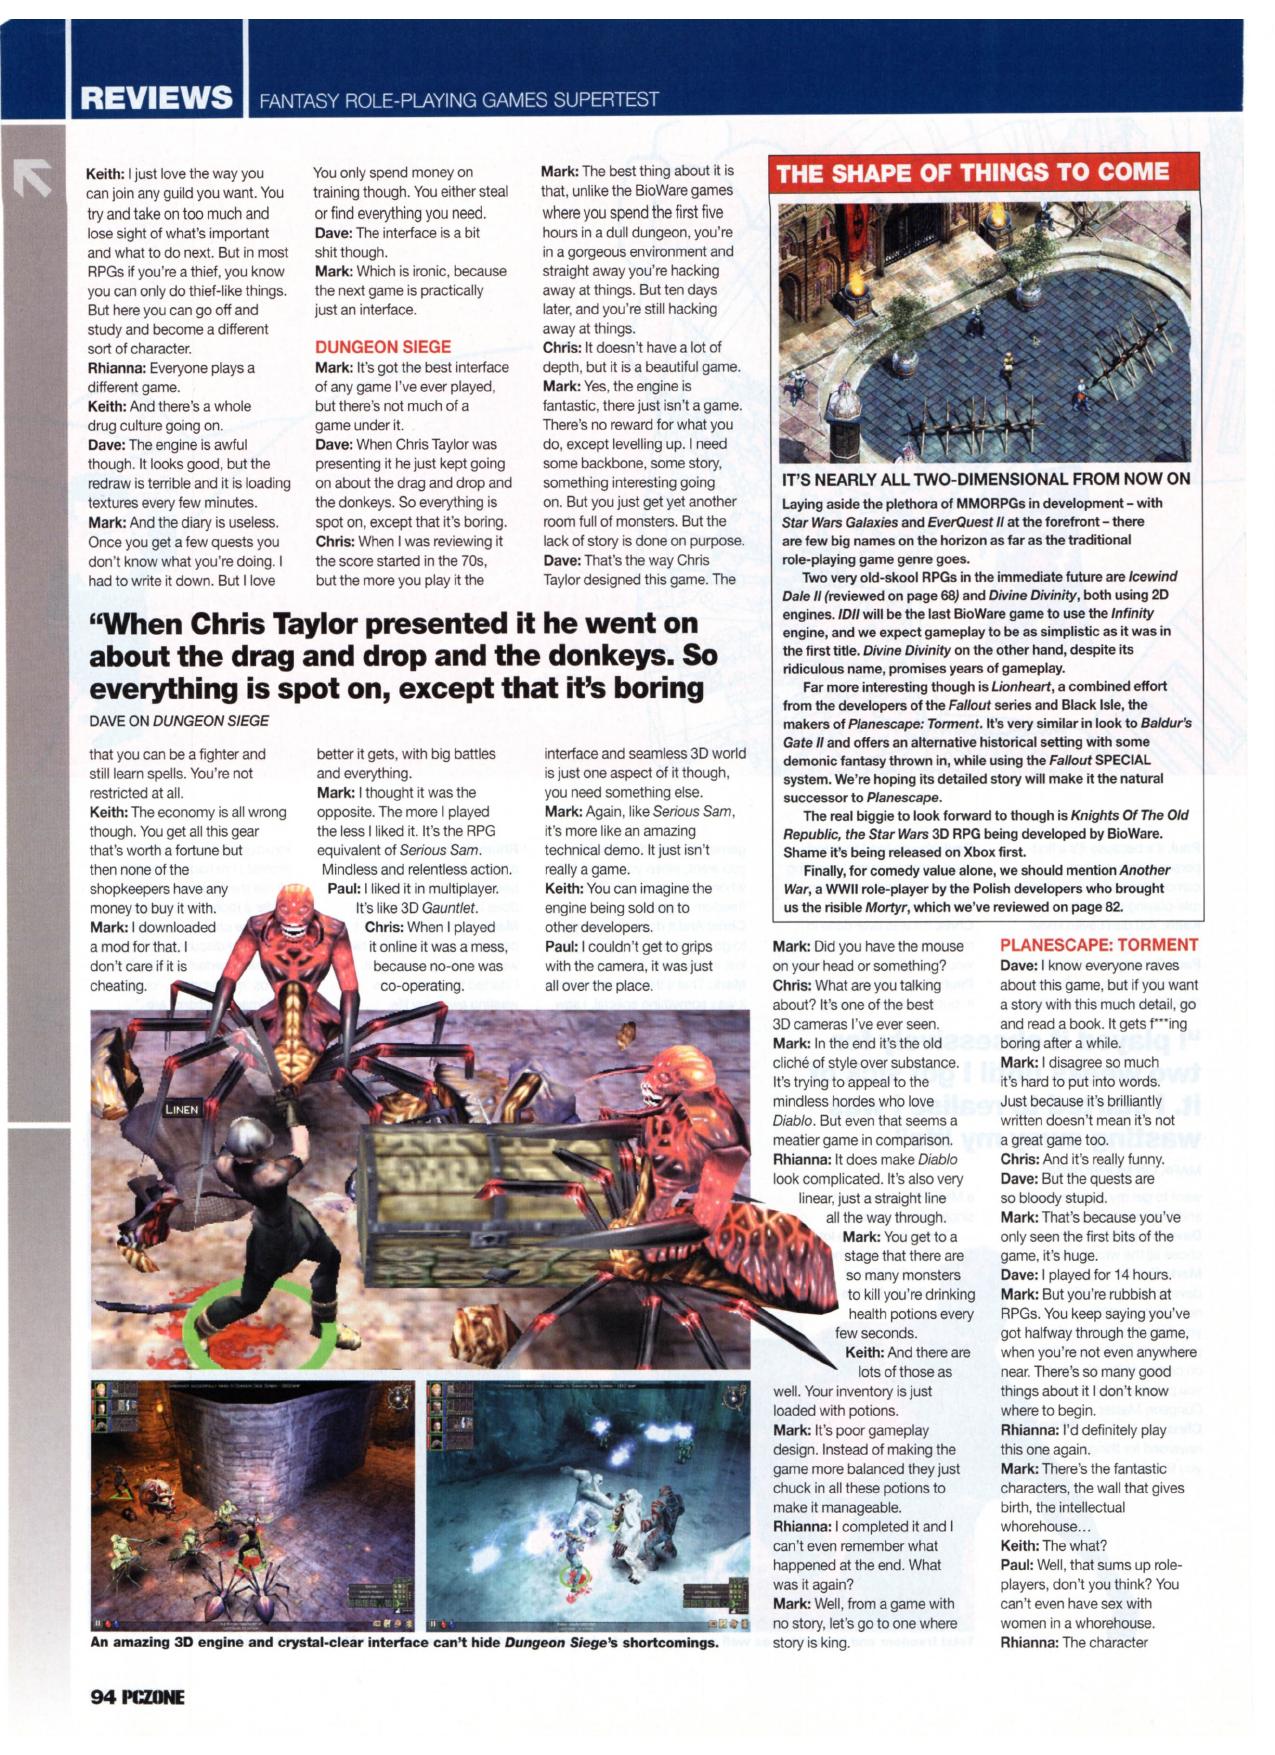 REVIEWS
FANTASY ROLE-PLAYING GAMES SUPERTEST
Keith: I just love the way you
can join any guild you want. You
try and take on too much and
lose sight of what's important
and what to do next. But in most
RPGs if you're a thief, you know
you can only do thief-like things.
But here you can go off and
study and become a different
sort of character.
Rhianna: Everyone plays a
different game.
Keith: And there's a whole
drug culture going on.
Dave: The engine is awful
though. It looks good, but the
redraw is terrible and it is loading
textures every few minutes.
Mark: And the diary is useless.
Once you get a few quests you
don't know what you're doing. I
had to write it down. But I love
that you can be a fighter and
still learn spells. You're not
restricted at all.
Keith: The economy is all wrong
though. You get all this gear
that's worth a fortune but
then none of the
shopkeepers have any
money to buy it with.
Mark: I downloaded
a mod for that. I
don't care if it is
cheating.
You only spend money on
training though. You either steal
or find everything you need.
Dave: The interface is a bit
shit though.
Mark: Which is ironic, because
the next game is practically
just an interface.
DUNGEON SIEGE
Mark: It's got the best interface
of any game I've ever played,
but there's not much of a
game under it.
Dave: When Chris Taylor was
presenting it he just kept going
on about the drag and drop and
the donkeys. So everything is
spot on, except that it's boring.
Chris: When I was reviewing it
the score started in the 70s,
but the more you play it the
better it gets, with big battles
and everything.
Mark: I thought it was the
opposite. The more I played
the less I liked it. It's the RPG
equivalent of Serious Sam.
Mindless and relentless action.
Paul: I liked it in multiplayer.
It's like 3D Gauntlet.
Chris: When I played
it online it was a mess,
because no-one was
co-operating.
Mark: The best thing about it is
that, unlike the BioWare games
where you spend the first five
hours in a dull dungeon, you're
in a gorgeous environment and
straight away you're hacking
away at things. But ten days
later, and you're still hacking
away at things.
Chris: It doesn't have a lot of
depth, but it is a beautiful game.
Mark: Yes, the engine is
fantastic, there just isn't a game.
There's no reward for what you
do, except levelling up. I need
some backbone, some story,
something interesting going
on. But you just get yet another
room full of monsters. But the
lack of story is done on purpose.
Dave: That's the way Chris
Taylor designed this game. The
interface and seamless 3D world
is just one aspect of it though,
you need something else.
Mark: Again, like Serious Sam,
it's more like an amazing
technical demo. It just isn't
really a game.
Keith: You can imagine the
engine being sold on to
other developers.
Paul: I couldn't get to grips
with the camera, it was just
all over the place.
"When Chris Taylor presented it he went on
about the drag and drop and the donkeys. So
everything is spot on, except that it's boring
DAVE ON DUNGEON SIEGE
THE SHAPE OF THINGS TO COME
IT'S NEARLY ALL TWO-DIMENSIONAL FROM NOW ON
Laying aside the plethora of MMORPGs in development – with
Star Wars Galaxies and EverQuest II at the forefront – there
are few big names on the horizon as far as the traditional
role-playing game genre goes.
Two very old-skool RPGs in the immediate future are Icewind
Dale II (reviewed on page 68) and Divine Divinity, both using 2D
engines. IDII will be the last BioWare game to use the Infinity
engine, and we expect gameplay to be as simplistic as it was in
the first title. Divine Divinity on the other hand, despite its
ridiculous name, promises years of gameplay.
Far more interesting though is Lionheart, a combined effort
from the developers of the Fallout series and Black Isle, the
makers of Planescape: Torment. It's very similar in look to Baldur's
Gate II and offers an alternative historical setting with some
demonic fantasy thrown in, while using the Fallout SPECIAL
system. We're hoping its detailed story will make it the natural
successor to Planescape.
The real biggie to look forward to though is Knights Of The Old
Republic, the Star Wars 3D RPG being developed by BioWare.
Shame it's being released on Xbox first.
Finally, for comedy value alone, we should mention Another
War, a WWII role-player by the Polish developers who brought
us the risible Mortyr, which we've reviewed on page 82.
Mark: Did you have the mouse
on your head or something?
Chris: What are you talking
about? It's one of the best
3D cameras I've ever seen.
Mark: In the end it's the old
cliché of style over substance.
It's trying to appeal to the
mindless hordes who love
Diablo. But even that seems a
meatier game in comparison.
Rhianna: It does make Diablo
look complicated. It's also very
linear, just a straight line
all the way through.
Mark: You get to a
stage that there are
so many monsters
to kill you're drinking
health potions every
few seconds.
Keith: And there are
lots of those as
well. Your inventory is just
loaded with potions.
Mark: It's poor gameplay
design. Instead of making the
game more balanced they just
chuck in all these potions to
make it manageable.
Rhianna: I completed it and I
can't even remember what
happened at the end. What
was it again?
Mark: Well, from a game with
no story, let's go to one where
story is king.
PLANESCAPE: TORMENT
Dave: I know everyone raves
about this game, but if you want
a story with this much detail, go
and read a book. It gets f***ing
boring after a while.
Mark: I disagree so much
it's hard to put into words.
Just because it's brilliantly
written doesn't mean it's not
a great game too.
Chris: And it's really funny.
Dave: But the quests are
so bloody stupid.
Mark: That's because you've
only seen the first bits of the
game, it's huge.
Dave: I played for 14 hours.
Mark: But you're rubbish at
RPGs. You keep saying you've
got halfway through the game,
when you're not even anywhere
near. There's so many good
things about it I don't know
where to begin.
Rhianna: I'd definitely play
this one again.
Mark: There's the fantastic
characters, the wall that gives
birth, the intellectual
whorehouse...
Keith: The what?
Paul: Well, that sums up role-
players, don't you think? You
can't even have sex with
women in a whorehouse.
Rhianna: The character
LINEN
An amazing 3D engine and crystal-clear interface can't hide Dungeon Siege's shortcomings.
94 PCZONE